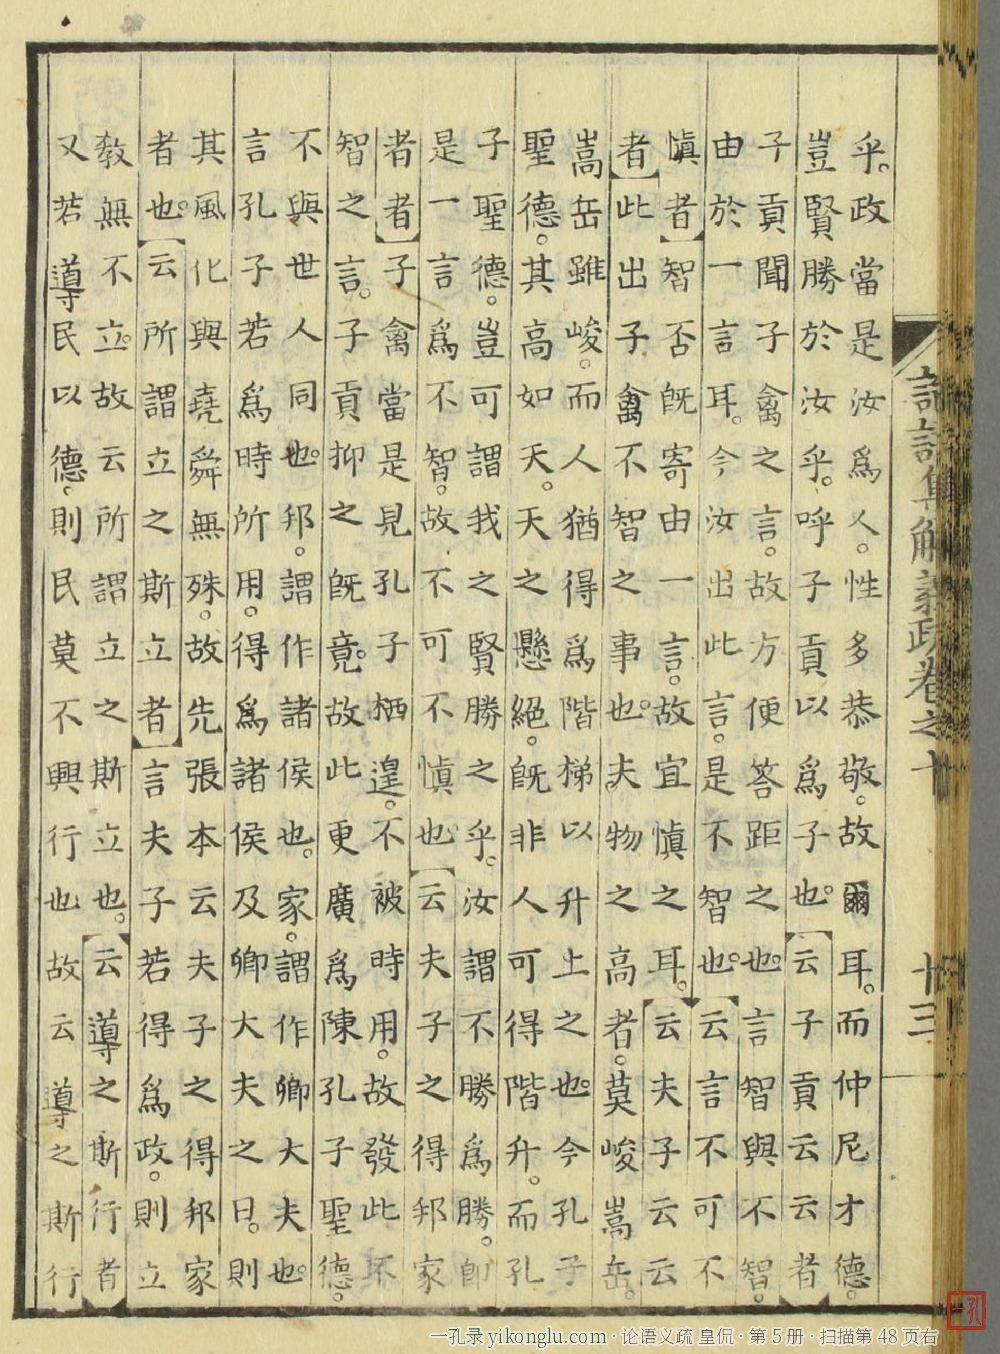 乎。政當是汝爲人。性多恭敬。故爾耳。而仲尼才德。
豈賢勝於汝乎。呼子貢以爲子也。【云子貢云云者
子貢聞子禽之言。故方便答距之也。言智與不智。
由於一言耳。今汝出此言。是不智也。【云言不可不
愼者】智否既寄由一言。故宜愼之耳。【云夫子云云
者】此出子禽不智之事也。夫物之高者。莫峻嵩岳。
嵩岳雖峻。而人猶得爲階梯以升上之也。今孔子
聖德。其高如天。天之懸絕。既非人可得階升。而孔
子聖德。豈可謂我之賢勝之乎。汝謂不勝爲勝。即
是一言爲不智。故不可不愼也。【云夫子之得邦家
者者】子禽當是見孔子栖遑。不被時用。故發此不
智之言。子貢抑之既竟。故此更廣爲陳孔子聖德。
不與世人同也。邦。謂作諸侯也。家。謂作卿大夫也。
言孔子若爲時所用。得爲諸侯及卿大夫之日。則
其風化與堯舜無殊。故先張本云夫子之得邦家
者也。【云所謂立之斯立者】言夫子若得爲政。則立
敎無不立。故云所謂立之斯立也。【云導之斯行者】
又若導民以德。則民莫不興行也故云導之斯行
論語集解義疏卷之十
十三
一孔录 yikonglu.com · 论语义疏 皇侃 · 第 5 册 · 扫描第 48 页右
一孔